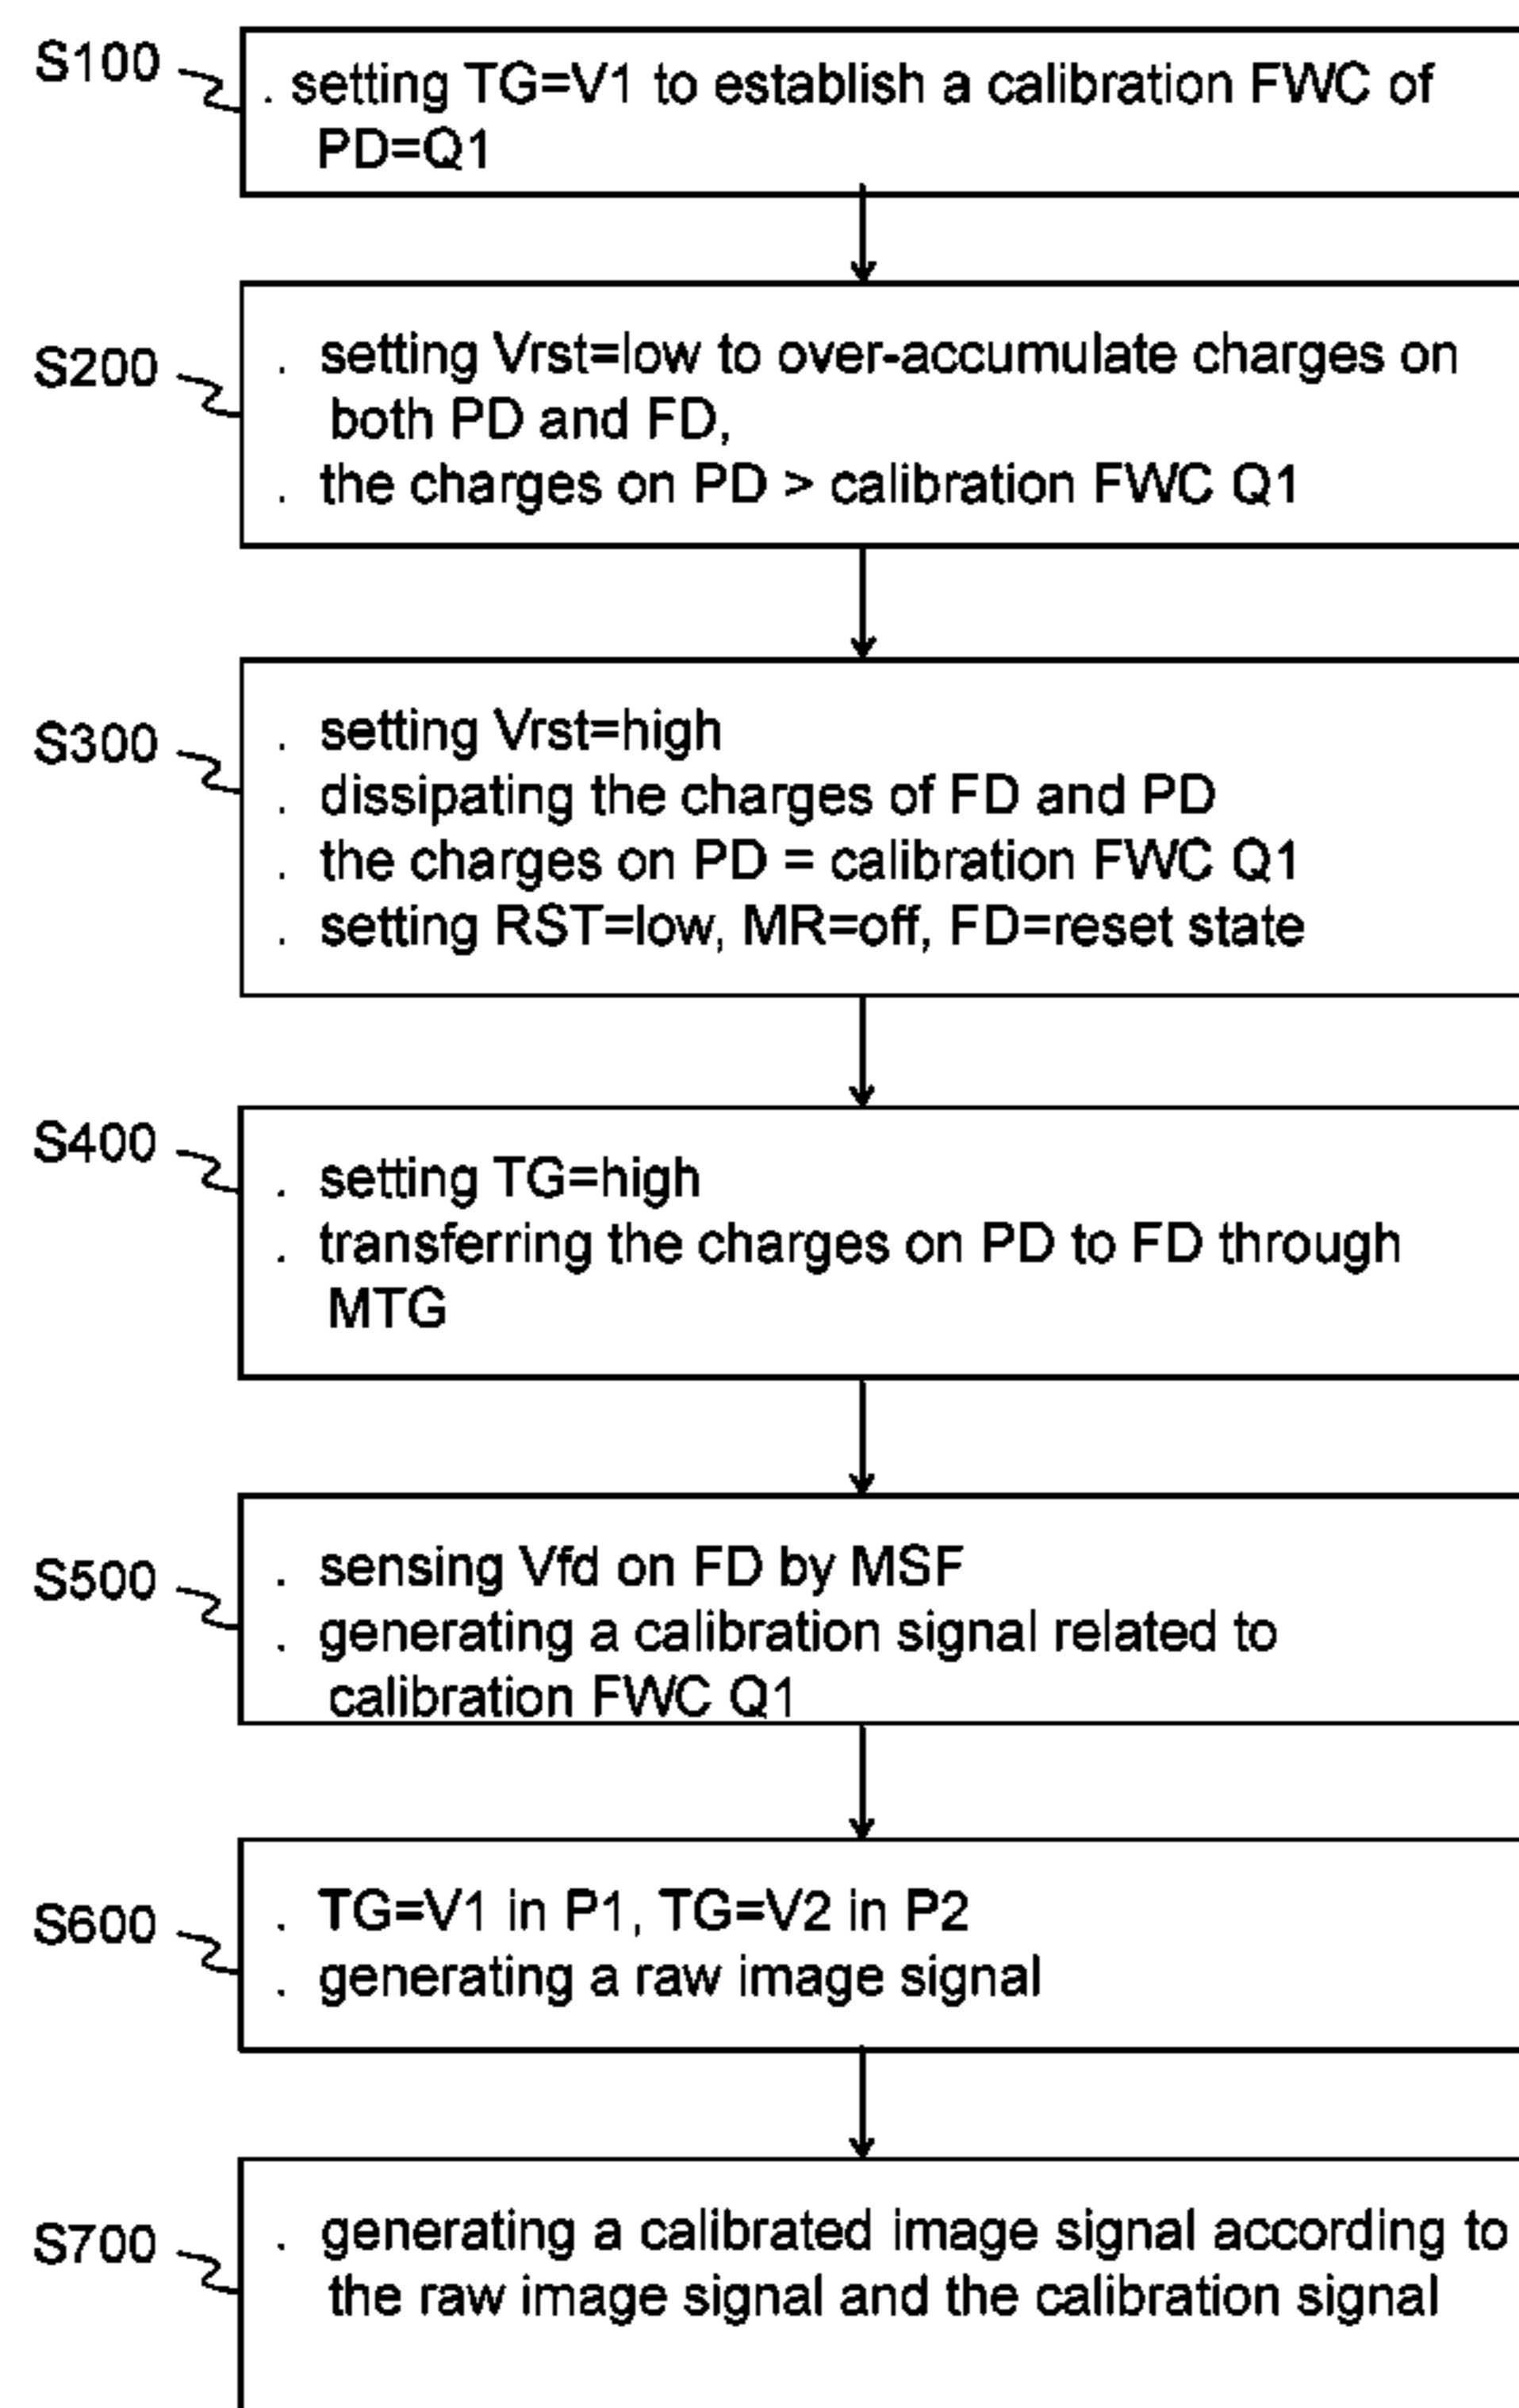 S100
. setting TG=V1 to establish a calibration FWC of
PD=Q1
S200
. setting Vrst=low to over-accumulate charges on
both PD and FD,
. the charges on PD > calibration FWC Q1
S300
. setting Vrst=high
. dissipating the charges of FD and PD
. the charges on PD = calibration FWC Q1
. setting RST=low, MR=off, FD=reset state
S400
. setting TG=high
. transferring the charges on PD to FD through
MTG
S500
. sensing Vfd on FD by MSF
. generating a calibration signal related to
calibration FWC Q1
S600
. TG=V1 in P1, TG=V2 in P2
. generating a raw image signal
S700
. generating a calibrated image signal according to
the raw image signal and the calibration signal